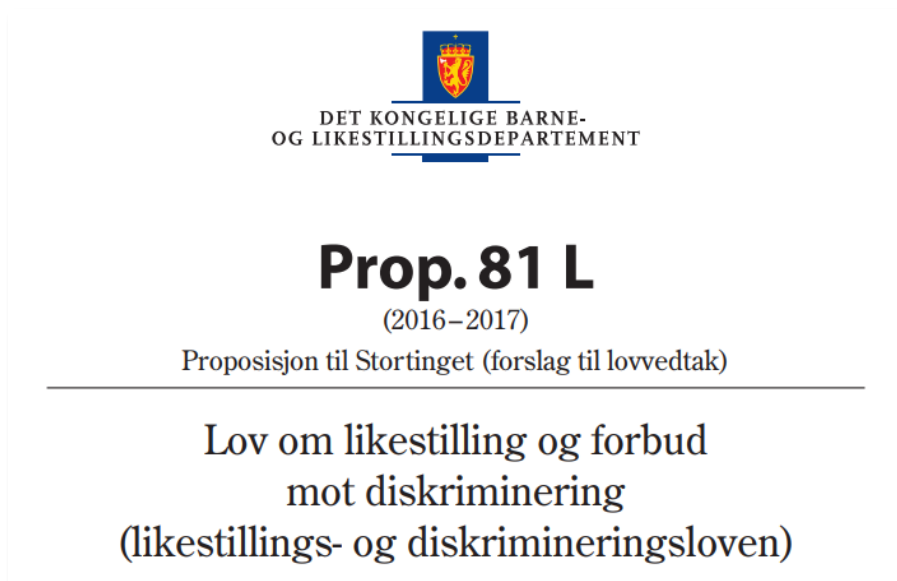 DET KONGELIGE BARNE-
OG LIKESTILLINGSDEPARTEMENT
Prop. 81 L
(2016–2017)
Proposisjon til Stortinget (forslag til lovvedtak)
Lov om likestilling og forbud
mot diskriminering
(likestillings- og diskrimineringsloven)